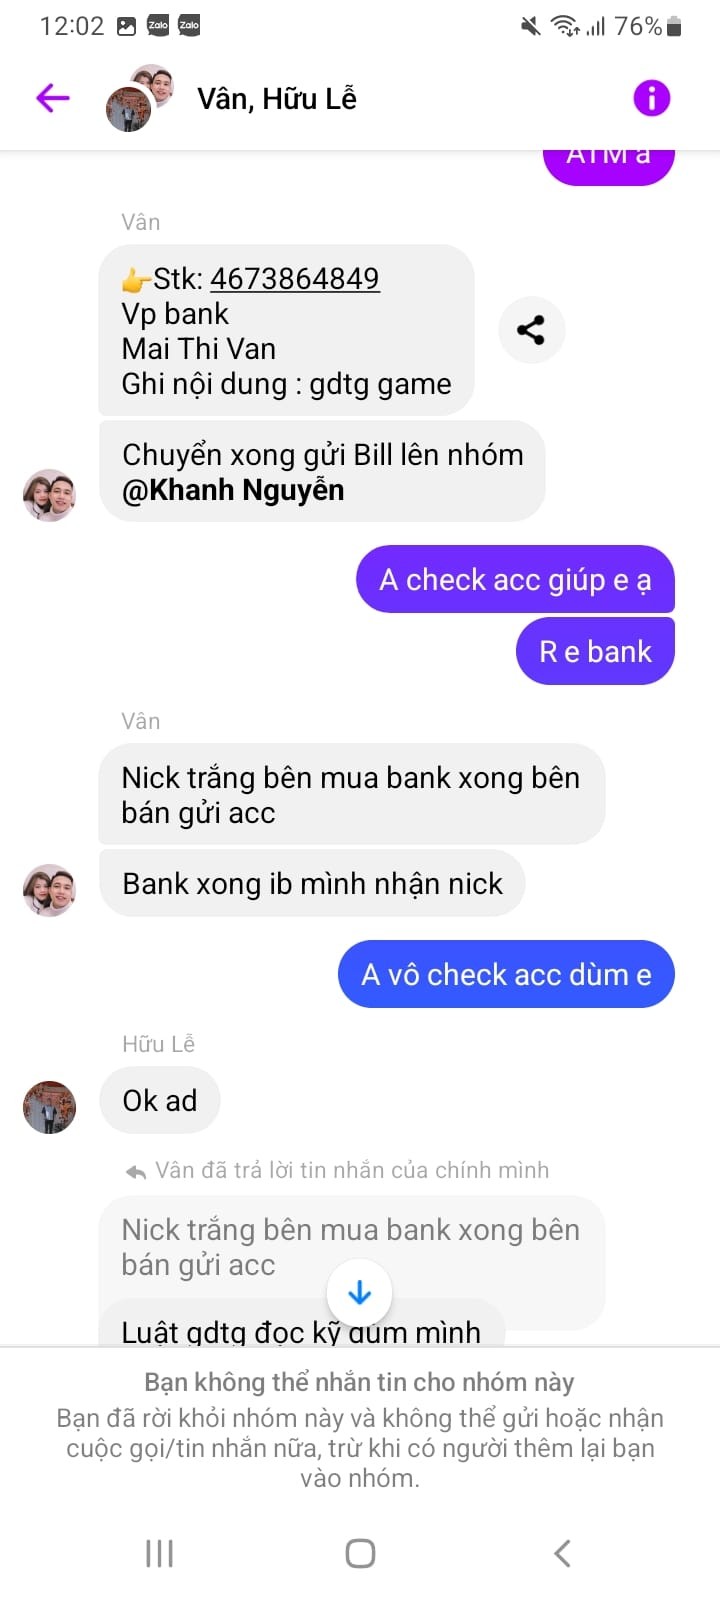 12:02
Zalo
Zalo
76%
Vân, Hữu Lễ
ATM ạ
Vân
👉Stk: 4673864849
Vp bank
Mai Thi Van
Ghi nội dung : gdtg game
Chuyển xong gửi Bill lên nhóm
@Khanh Nguyễn
A check acc giúp e ạ
R e bank
Vân
Nick trắng bên mua bank xong bên
bán gửi acc
Bank xong ib mình nhận nick
A vô check acc dùm e
Hữu Lễ
Ok ad
Vân đã trả lời tin nhắn của chính mình
Nick trắng bên mua bank xong bên
bán gửi acc
Luật gdtg đọc kỹ dùm mình
Bạn không thể nhắn tin cho nhóm này
Bạn đã rời khỏi nhóm này và không thể gửi hoặc nhận
cuộc gọi/tin nhắn nữa, trừ khi có người thêm lại bạn
vào nhóm.